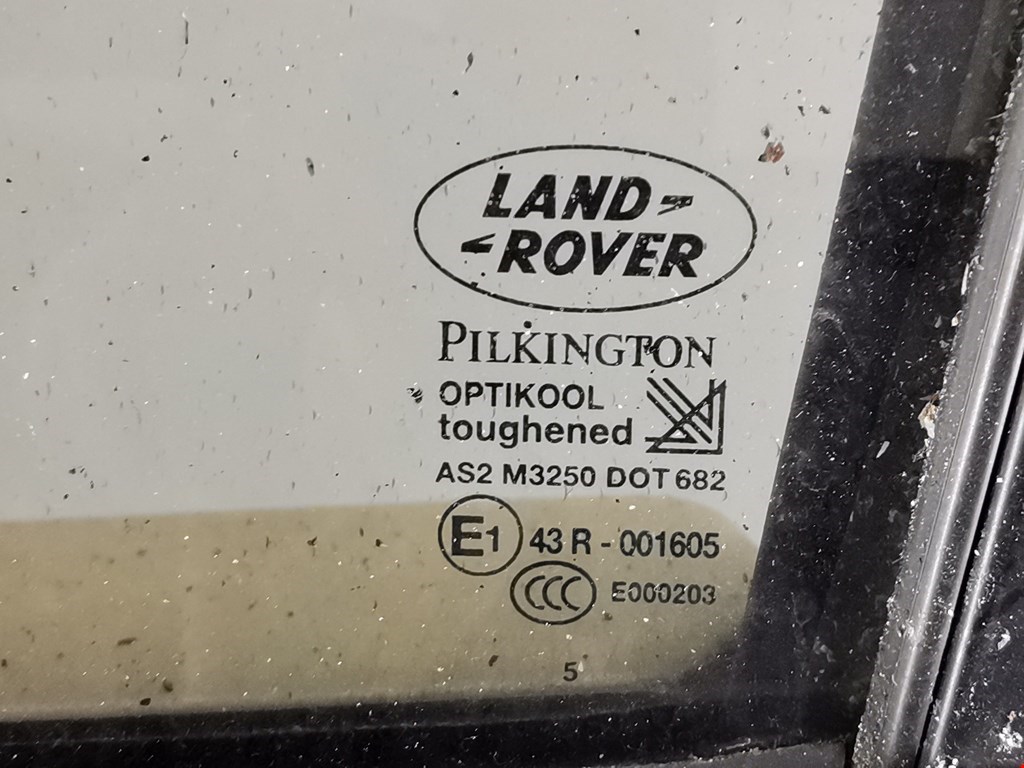 LAND
ROVER
PILKINGTON
OPTIKOOL
toughened
AS2 M3250 DOT 682
E1 43 R - 001605
CCC E000203
5